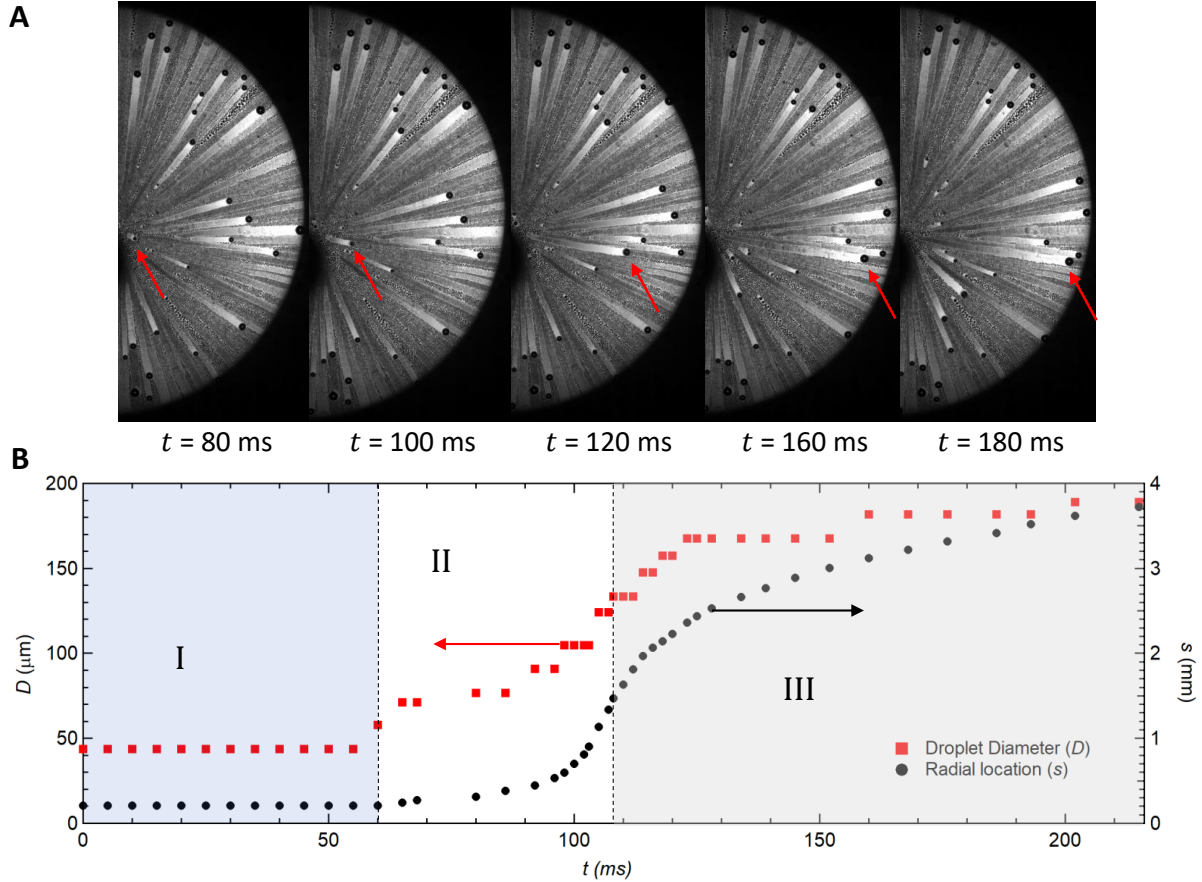 A
t = 80 ms
t = 100 ms
t = 120 ms
t = 160 ms
t = 180 ms
B
200
150
100
50
0
D (μm)
I
II
III
4
3
2
1
0
s (mm)
Droplet Diameter (D)
Radial location (s)
0
50
100
150
200
t (ms)